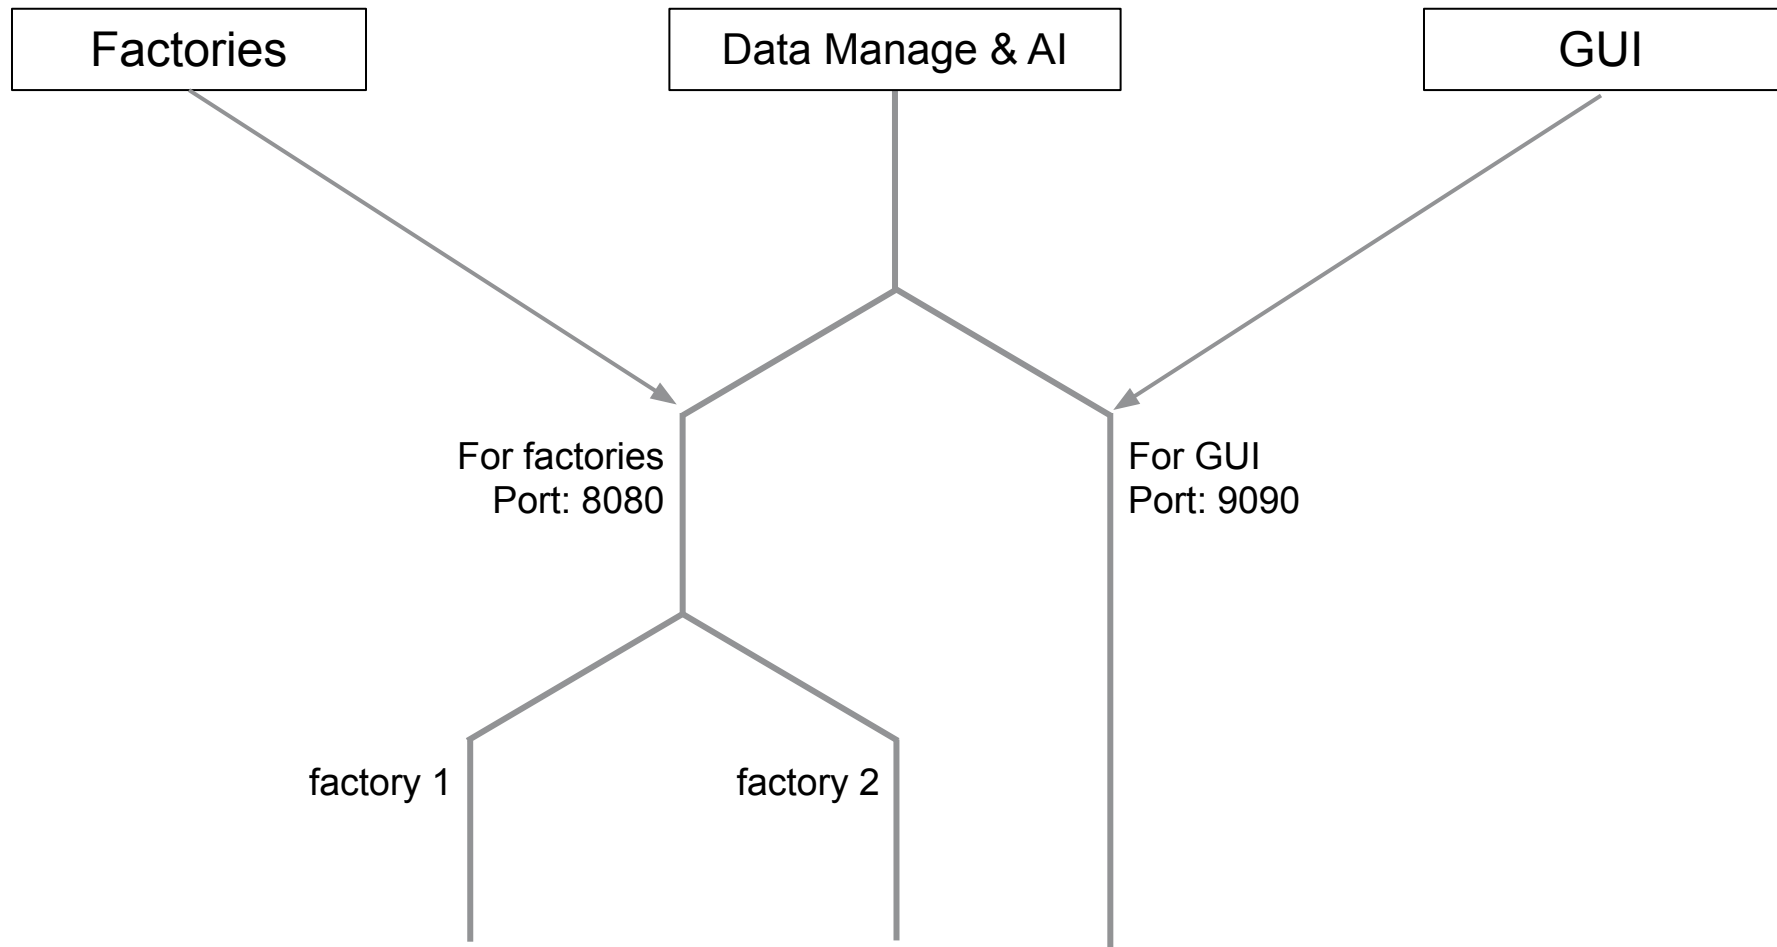 Factories
Data Manage & AI
GUI
For factories
Port: 8080
For GUI
Port: 9090
factory 1
factory 2